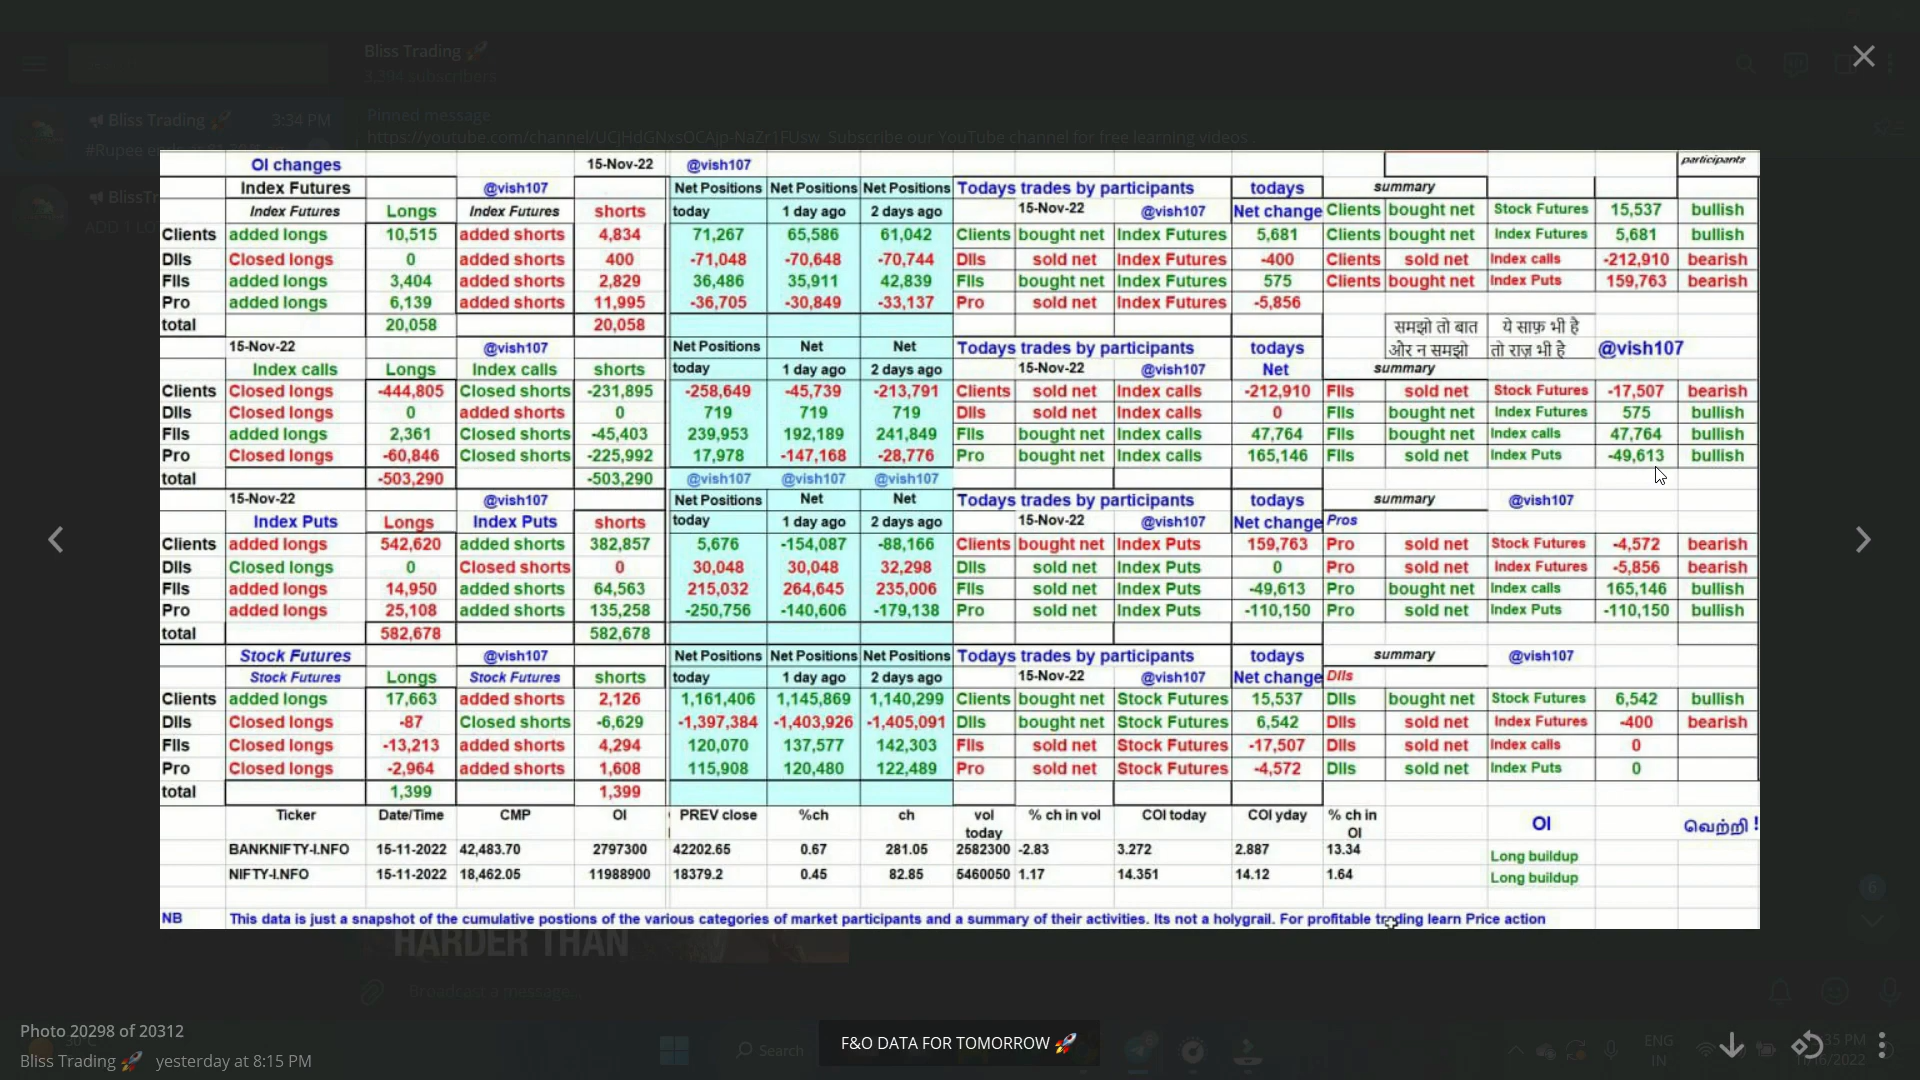 Bliss Trading 🚀
3,394 subscribers
Bliss Trading 🚀 3:34 PM
Pinned message
https://youtube.com/channel/UCJHdGNxsOCAjp-NaZr1FUsw Subscribe our YouTube channel for free learning videos
OI changes 15-Nov-22 @vish107 participants
Index Futures @vish107 Net Positions Net Positions Net Positions Todays trades by participants todays summary
Index Futures Longs Index Futures shorts today 1 day ago 2 days ago 15-Nov-22 @vish107 Net change Clients bought net Stock Futures 15,537 bullish
Clients added longs 10,515 added shorts 4,834 71,267 65,586 61,042 Clients bought net Index Futures 5,681 Clients bought net Index Futures 5,681 bullish
DIIs Closed longs 0 added shorts 400 -71,048 -70,648 -70,744 DIIs sold net Index Futures -400 Clients sold net Index calls -212,910 bearish
FIIs added longs 3,404 added shorts 2,829 36,486 35,911 42,839 FIIs bought net Index Futures 575 Clients bought net Index Puts 159,763 bearish
Pro added longs 6,139 added shorts 11,995 -36,705 -30,849 -33,137 Pro sold net Index Futures -5,856
total 20,058 20,058 समझो तो बात ये साफ़ भी है
15-Nov-22 @vish107 Net Positions Net Net Todays trades by participants todays और न समझो तो राज़ भी है @vish107
Index calls Longs Index calls shorts today 1 day ago 2 days ago 15-Nov-22 @vish107 Net summary
Clients Closed longs -444,805 Closed shorts -231,895 -258,649 -45,739 -213,791 Clients sold net Index calls -212,910 FIIs sold net Stock Futures -17,507 bearish
DIIs Closed longs 0 added shorts 0 719 719 719 DIIs sold net Index calls 0 FIIs bought net Index Futures 575 bullish
FIIs added longs 2,361 Closed shorts -45,403 239,953 192,189 241,849 FIIs bought net Index calls 47,764 FIIs bought net Index calls 47,764 bullish
Pro Closed longs -60,846 Closed shorts -225,992 17,978 -147,168 -28,776 Pro bought net Index calls 165,146 FIIs sold net Index Puts -49,613 bullish
total -503,290 -503,290 @vish107 @vish107 @vish107
15-Nov-22 @vish107 Net Positions Net Net Todays trades by participants todays summary @vish107
Index Puts Longs Index Puts shorts today 1 day ago 2 days ago 15-Nov-22 @vish107 Net change Pros
Clients added longs 542,620 added shorts 382,857 5,676 -154,087 -88,166 Clients bought net Index Puts 159,763 Pro sold net Stock Futures -4,572 bearish
DIIs Closed longs 0 Closed shorts 0 30,048 30,048 32,298 DIIs sold net Index Puts 0 Pro sold net Index Futures -5,856 bearish
FIIs added longs 14,950 added shorts 64,563 215,032 264,645 235,006 FIIs sold net Index Puts -49,613 Pro bought net Index calls 165,146 bullish
Pro added longs 25,108 added shorts 135,258 -250,756 -140,606 -179,138 Pro sold net Index Puts -110,150 Pro sold net Index Puts -110,150 bullish
total 582,678 582,678
Stock Futures @vish107 Net Positions Net Positions Net Positions Todays trades by participants todays summary @vish107
Stock Futures Longs Stock Futures shorts today 1 day ago 2 days ago 15-Nov-22 @vish107 Net change DIIs
Clients added longs 17,663 added shorts 2,126 1,161,406 1,145,869 1,140,299 Clients bought net Stock Futures 15,537 DIIs bought net Stock Futures 6,542 bullish
DIIs Closed longs -87 Closed shorts -6,629 -1,397,384 -1,403,926 -1,405,091 DIIs bought net Stock Futures 6,542 DIIs sold net Index Futures -400 bearish
FIIs Closed longs -13,213 added shorts 4,294 120,070 137,577 142,303 FIIs sold net Stock Futures -17,507 DIIs sold net Index calls 0
Pro Closed longs -2,964 added shorts 1,608 115,908 120,480 122,489 Pro sold net Stock Futures -4,572 DIIs sold net Index Puts 0
total 1,399 1,399
Ticker Date/Time CMP OI PREV close %ch ch vol today % ch in vol COI today COI yday % ch in OI OI வெற்றி !
BANKNIFTY-I.NFO 15-11-2022 42,483.70 2797300 42202.65 0.67 281.05 2582300 -2.83 3.272 2.887 13.34 Long buildup
NIFTY-I.NFO 15-11-2022 18,462.05 11988900 18379.2 0.45 82.85 5460050 1.17 14.351 14.12 1.64 Long buildup
NB This data is just a snapshot of the cumulative postions of the various categories of market participants and a summary of their activities. Its not a holygrail. For profitable trading learn Price action
HARDER THAN
Broadcast a message...
Photo 20298 of 20312
Bliss Trading 🚀 yesterday at 8:15 PM
F&O DATA FOR TOMORROW 🚀
Search
ENG
IN